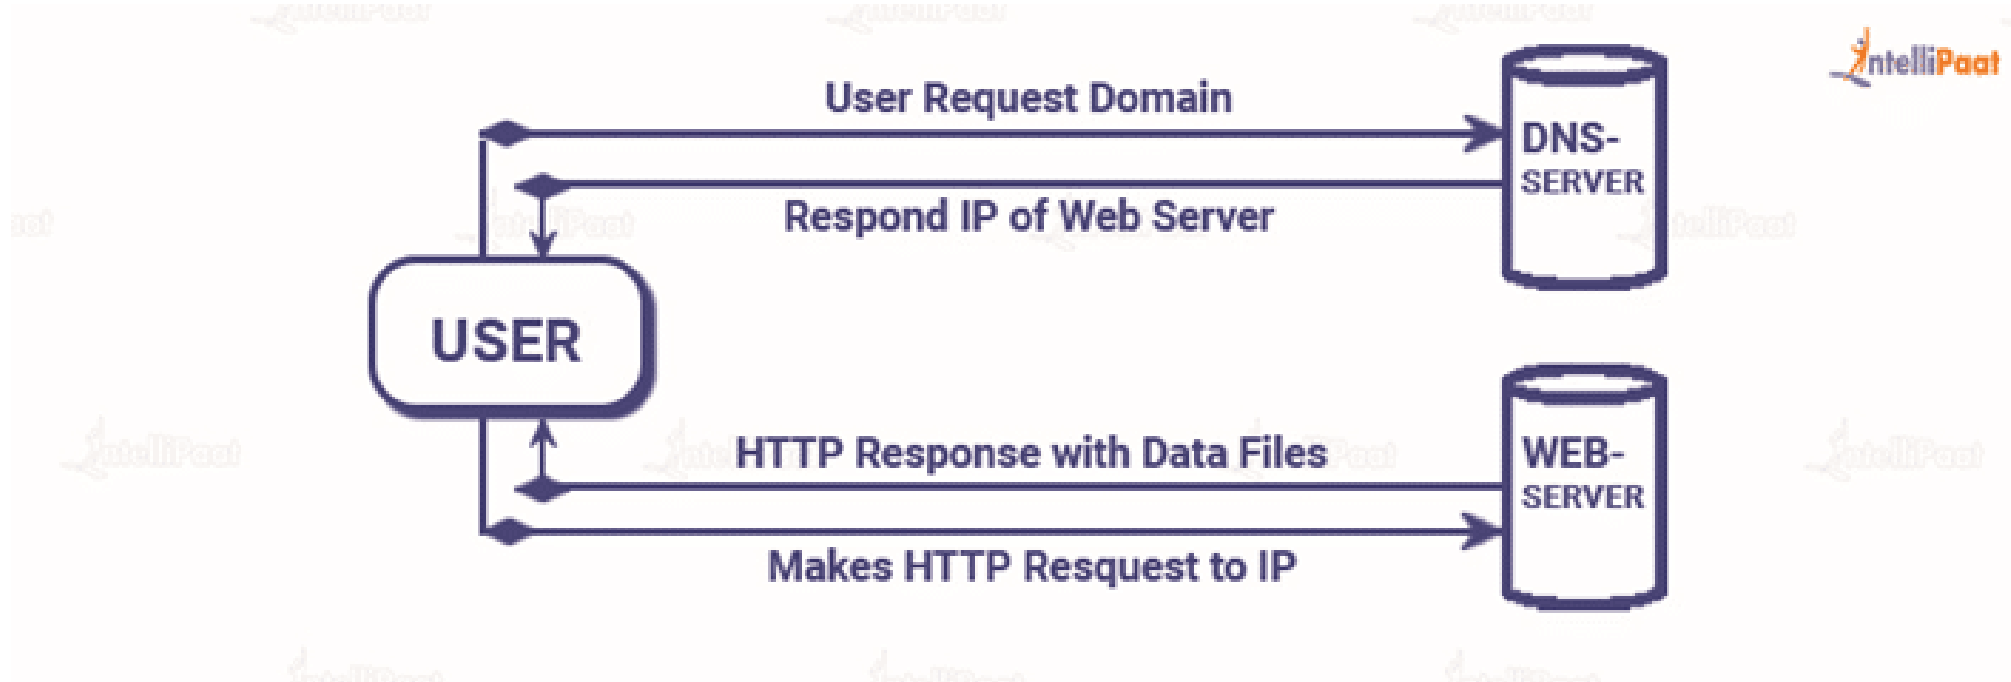 IntelliPaat
User Request Domain
DNS-
SERVER
Respond IP of Web Server
USER
HTTP Response with Data Files
WEB-
SERVER
Makes HTTP Resquest to IP